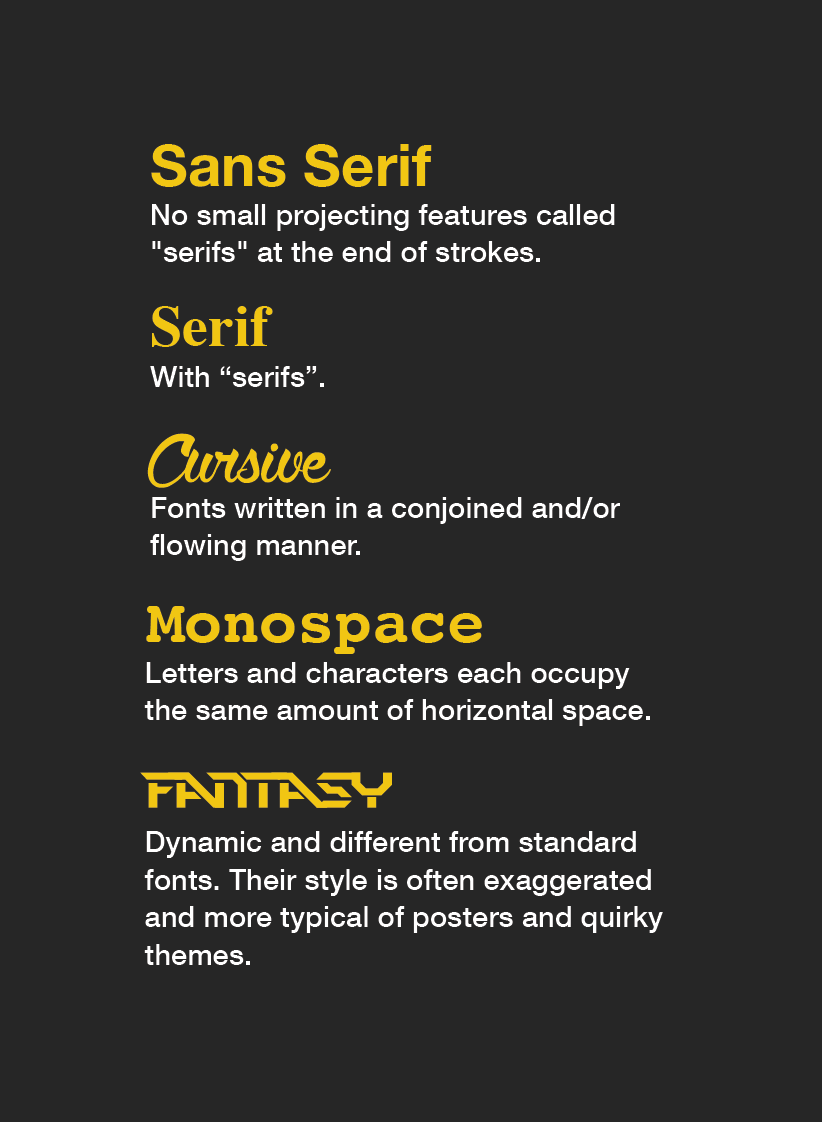 Sans Serif
No small projecting features called
"serifs" at the end of strokes.
Serif
With “serifs”.
Cursive
Fonts written in a conjoined and/or
flowing manner.
Monospace
Letters and characters each occupy
the same amount of horizontal space.
FANTASY
Dynamic and different from standard
fonts. Their style is often exaggerated
and more typical of posters and quirky
themes.